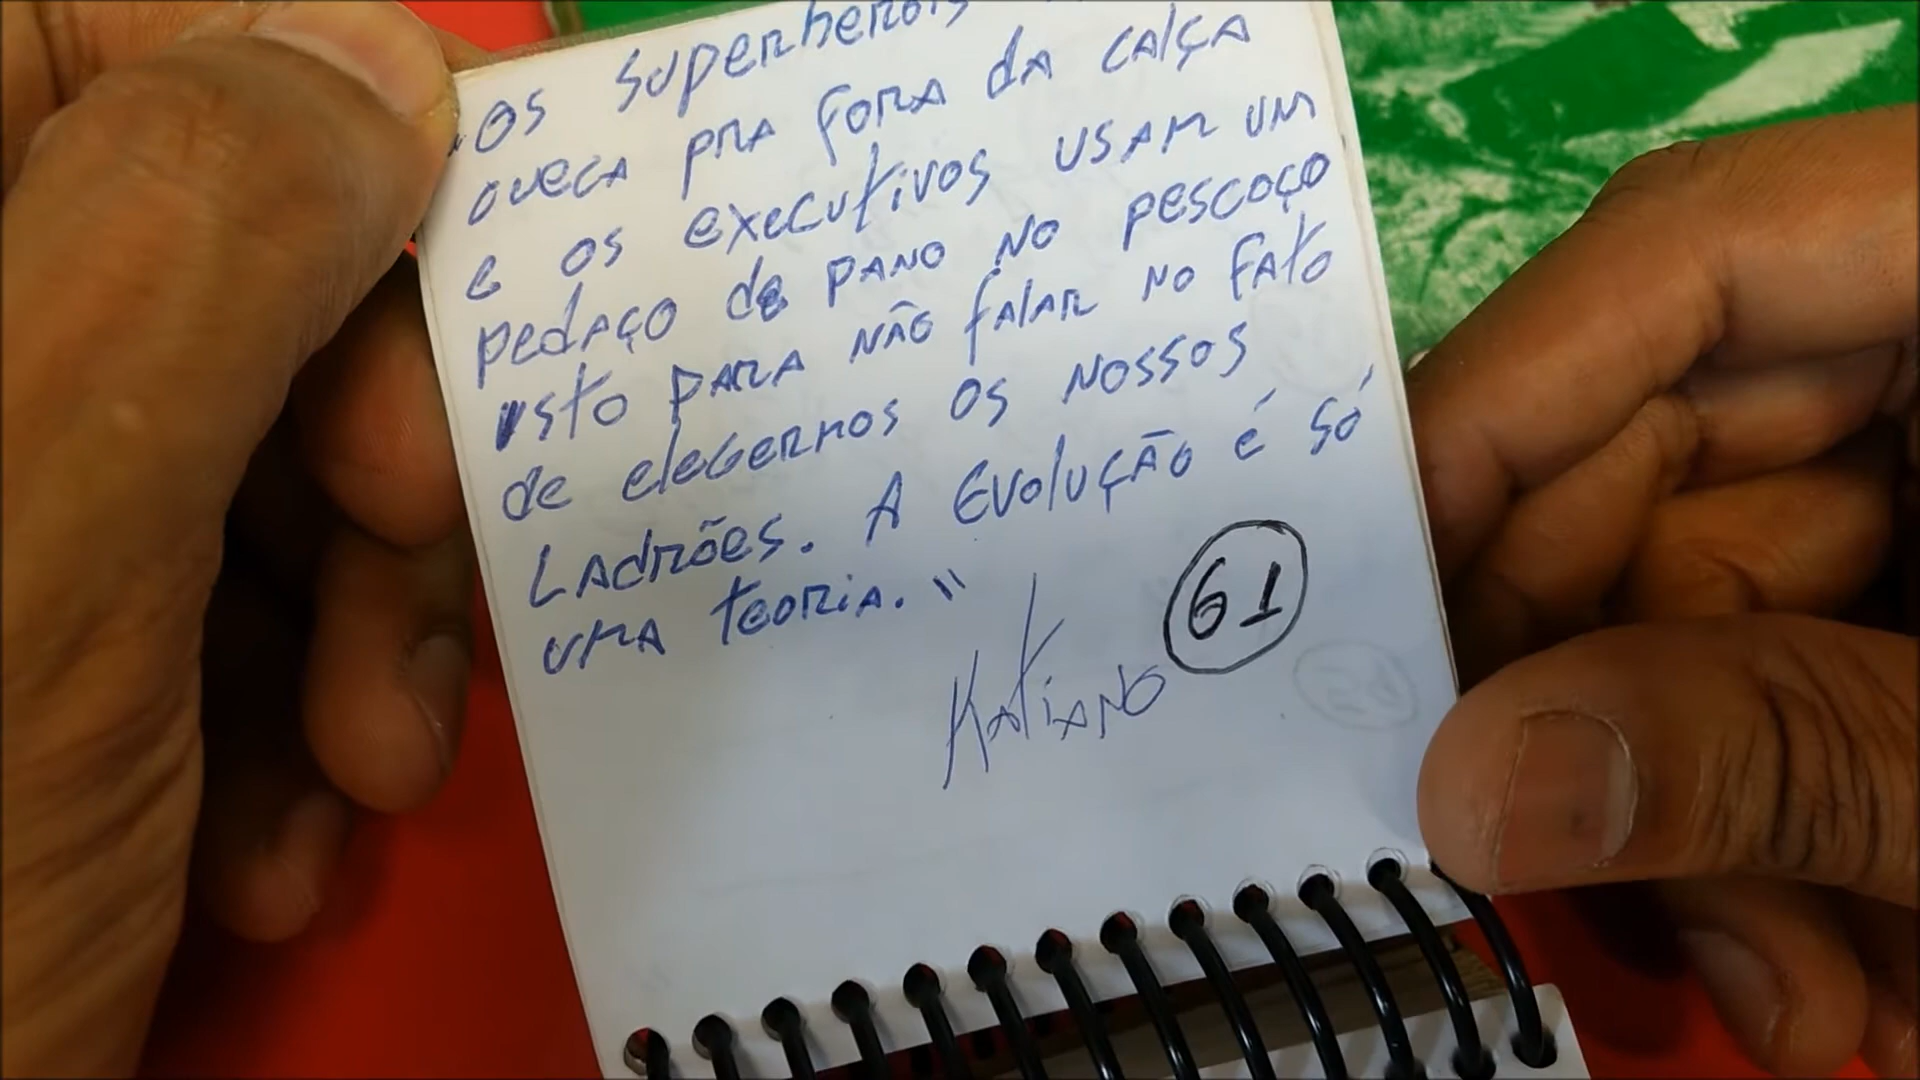 "Os superherois
cueca pra fora da calça
e os executivos usam um
pedaço de pano no pescoço
isto para não falar no fato
de elegermos os nossos
Ladrões. A Evolução é só
uma teoria."
61
Katiano